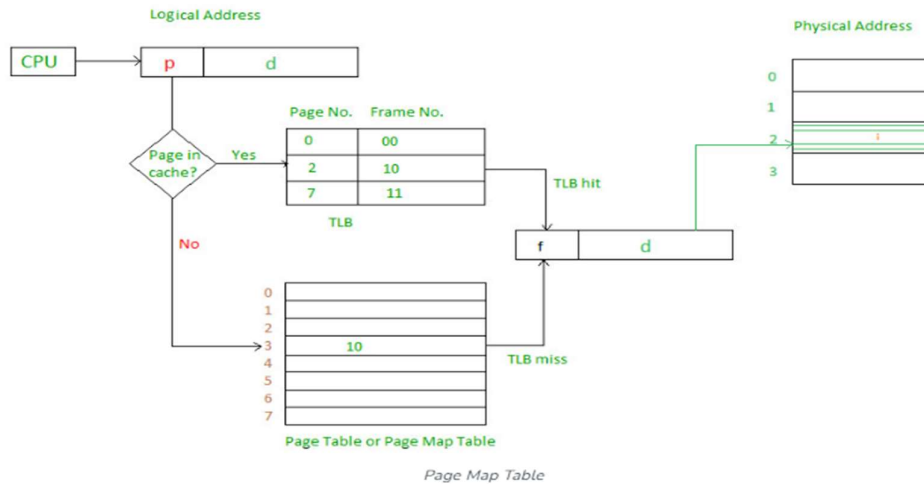 Logical Address
Physical Address
CPU
p
d
0
1
2
1
3
Page in
cache?
Yes
Page No.
Frame No.
0
00
2
10
7
11
TLB
TLB hit
f
d
No
0
1
2
3
10
4
5
6
7
TLB miss
Page Table or Page Map Table
Page Map Table